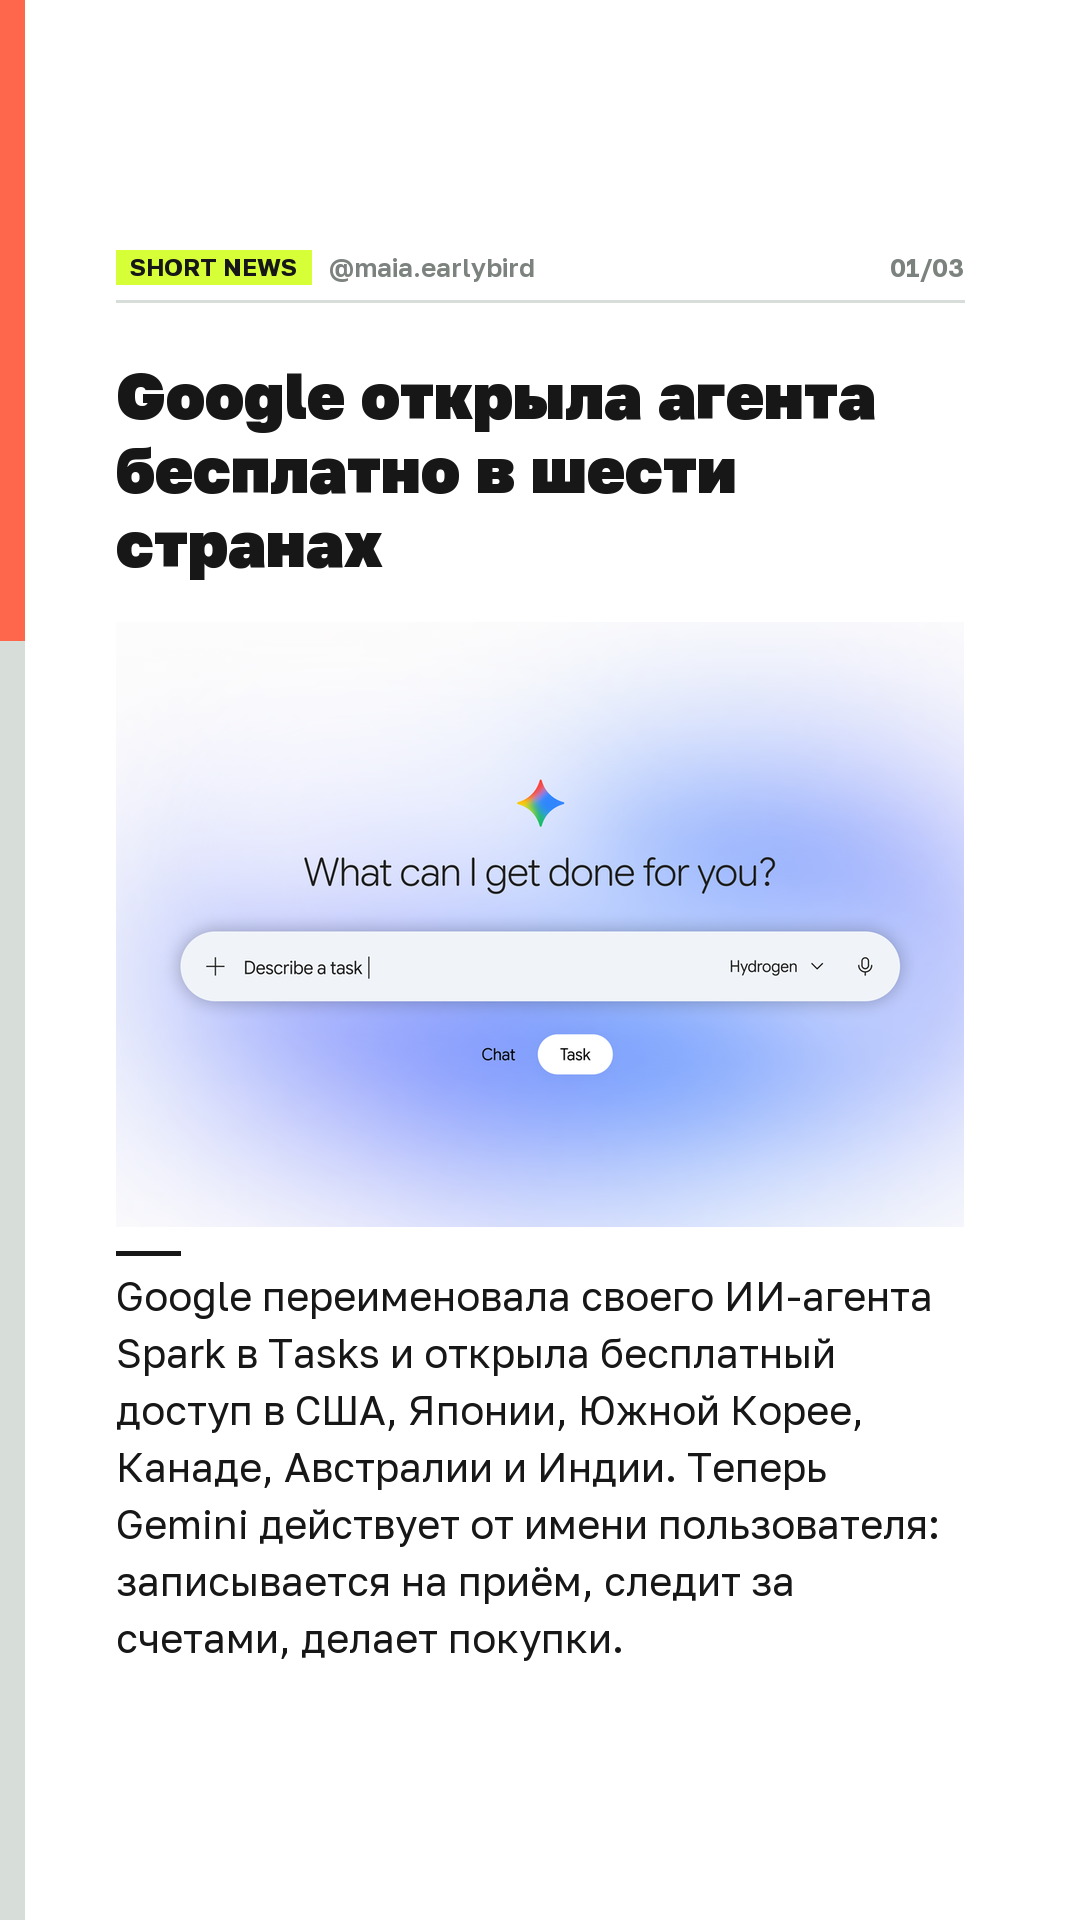 SHORT NEWS @maia.earlybird 01/03
Google открыла агента
бесплатно в шести
странах
What can I get done for you?
Describe a task Hydrogen
Chat Task
Google переименовала своего ИИ-агента
Spark в Tasks и открыла бесплатный
доступ в США, Японии, Южной Корее,
Канаде, Австралии и Индии. Теперь
Gemini действует от имени пользователя:
записывается на приём, следит за
счетами, делает покупки.